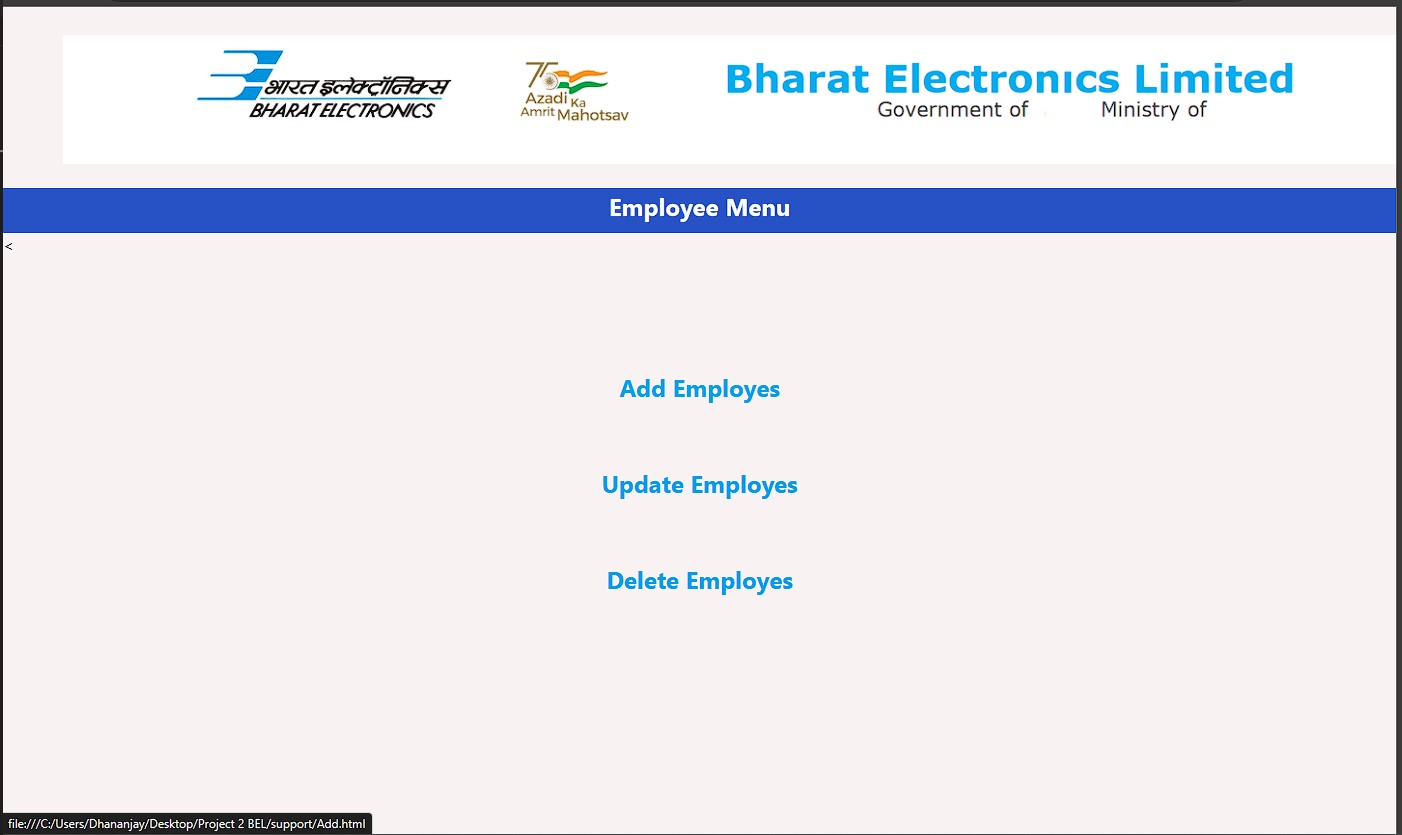 भारत इलेक्ट्रॉनिक्स
BHARAT ELECTRONICS
75
Azadi Ka
Amrit Mahotsav
Bharat Electronıcs Limited
Government of Ministry of
Employee Menu
<
Add Employes
Update Employes
Delete Employes
file:///C:/Users/Dhananjay/Desktop/Project 2 BEL/support/Add.html